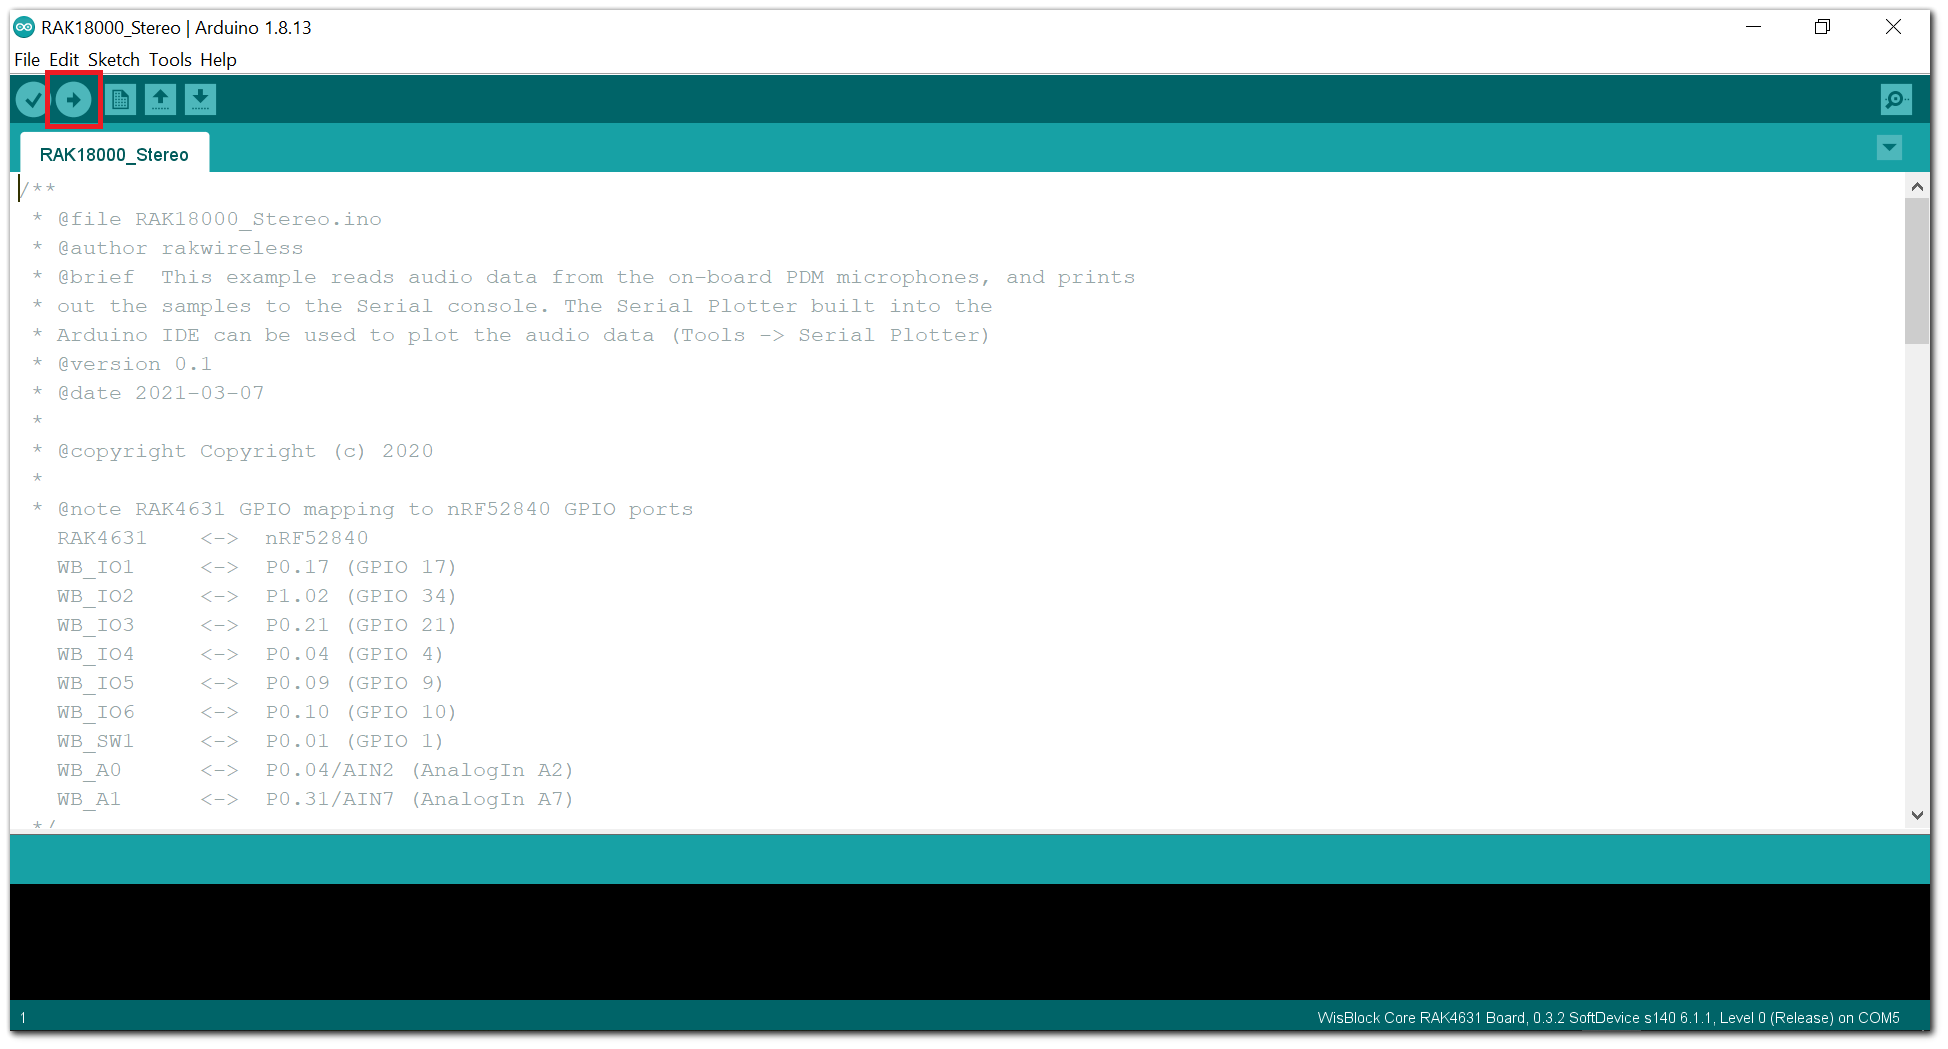 RAK18000_Stereo | Arduino 1.8.13
File Edit Sketch Tools Help
RAK18000_Stereo
/**
* @file RAK18000_Stereo.ino
* @author rakwireless
* @brief  This example reads audio data from the on-board PDM microphones, and prints
* out the samples to the Serial console. The Serial Plotter built into the
* Arduino IDE can be used to plot the audio data (Tools -> Serial Plotter)
* @version 0.1
* @date 2021-03-07
*
* @copyright Copyright (c) 2020
*
* @note RAK4631 GPIO mapping to nRF52840 GPIO ports
RAK4631    <->  nRF52840
WB_IO1     <->  P0.17 (GPIO 17)
WB_IO2     <->  P1.02 (GPIO 34)
WB_IO3     <->  P0.21 (GPIO 21)
WB_IO4     <->  P0.04 (GPIO 4)
WB_IO5     <->  P0.09 (GPIO 9)
WB_IO6     <->  P0.10 (GPIO 10)
WB_SW1     <->  P0.01 (GPIO 1)
WB_A0      <->  P0.04/AIN2 (AnalogIn A2)
WB_A1      <->  P0.31/AIN7 (AnalogIn A7)
*/
1
WisBlock Core RAK4631 Board, 0.3.2 SoftDevice s140 6.1.1, Level 0 (Release) on COM5